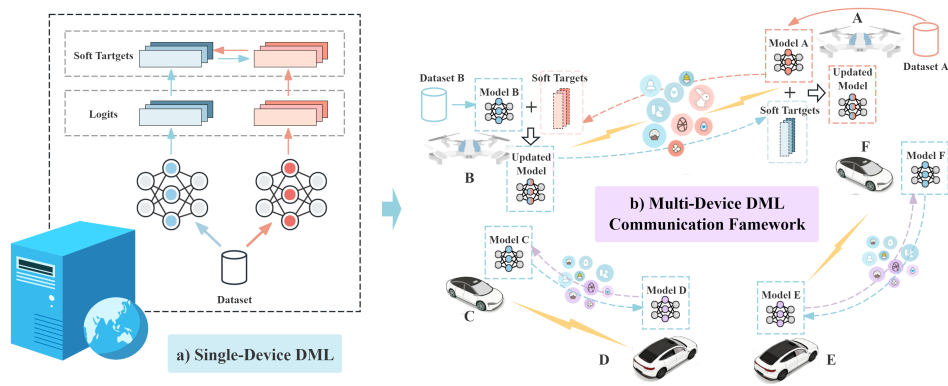 Soft Tartgets
Logits
Dataset
a) Single-Device DML
A
Model A
Dataset A
Updated
Model
Soft Tartgets
Dataset B
Model B
Soft Targets
B
Updated
Model
F
Model F
b) Multi-Device DML
Communication Famework
Model C
C
Model D
D
Model E
E